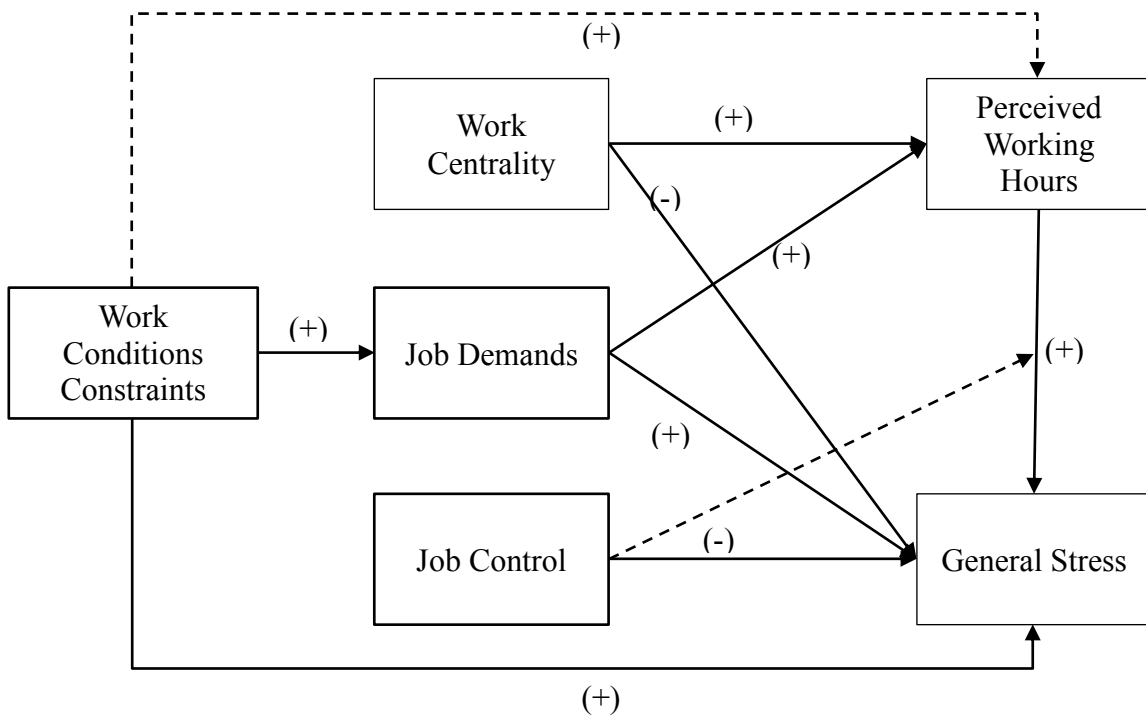 (+)
Work
Centrality
(+)
Perceived
Working
Hours
(-)
(+)
Work
Conditions
Constraints
(+)
Job Demands
(+)
(+)
Job Control
(-)
General Stress
(+)